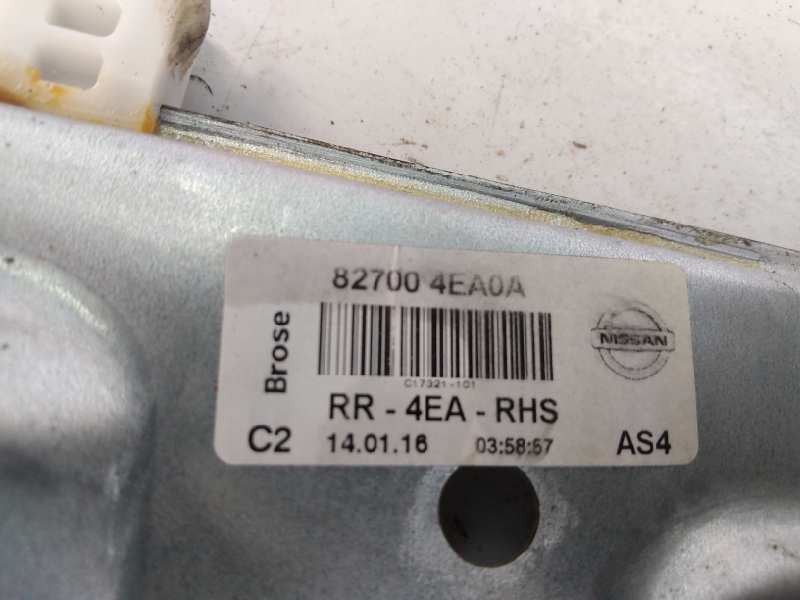 82700 4EA0A
Brose
C17321-101
NISSAN
RR - 4EA - RHS
C2 14.01.16 03:58:57 AS4